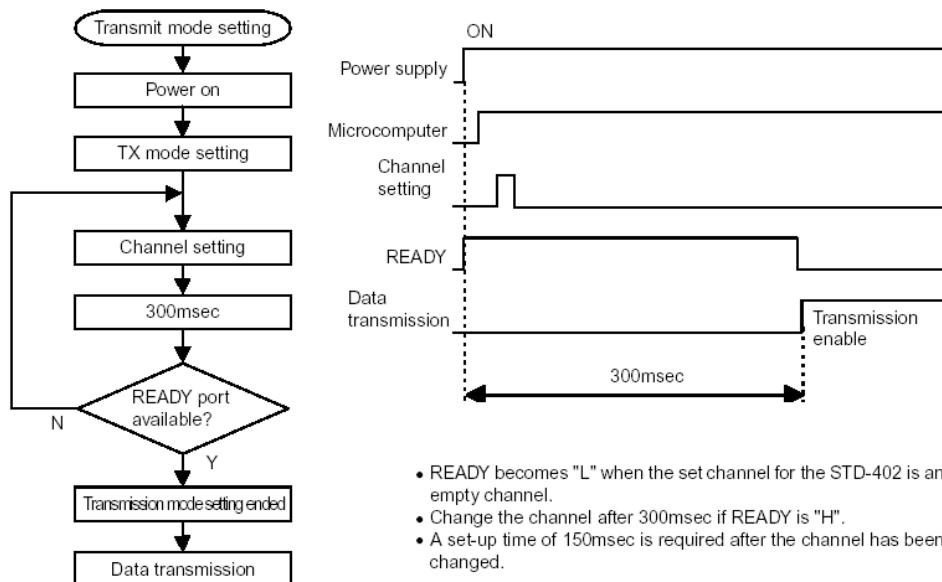 Transmit mode setting
Power on
TX mode setting
Channel setting
300msec
READY port
available?
N
Y
Transmission mode setting ended
Data transmission
ON
Power supply
Microcomputer
Channel
setting
READY
Data
transmission
Transmission
enable
300msec
• READY becomes "L" when the set channel for the STD-402 is an
empty channel.
• Change the channel after 300msec if READY is "H".
• A set-up time of 150msec is required after the channel has been
changed.